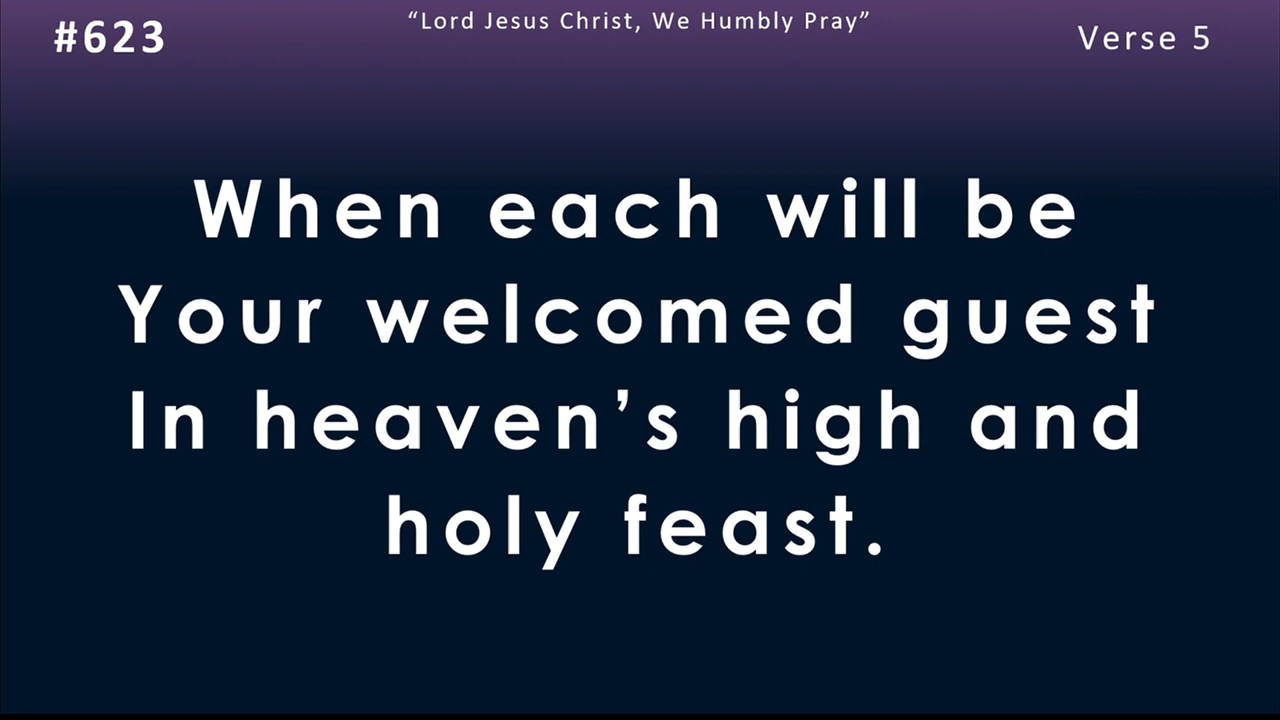 #623
“Lord Jesus Christ, We Humbly Pray”
Verse 5
When each will be
Your welcomed guest
In heaven’s high and
holy feast.